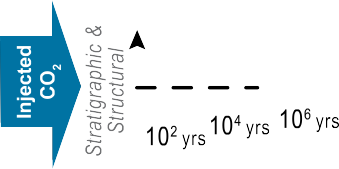 Injected
CO₂
Stratigraphic &
Structural
10² yrs
10⁴ yrs
10⁶ yrs